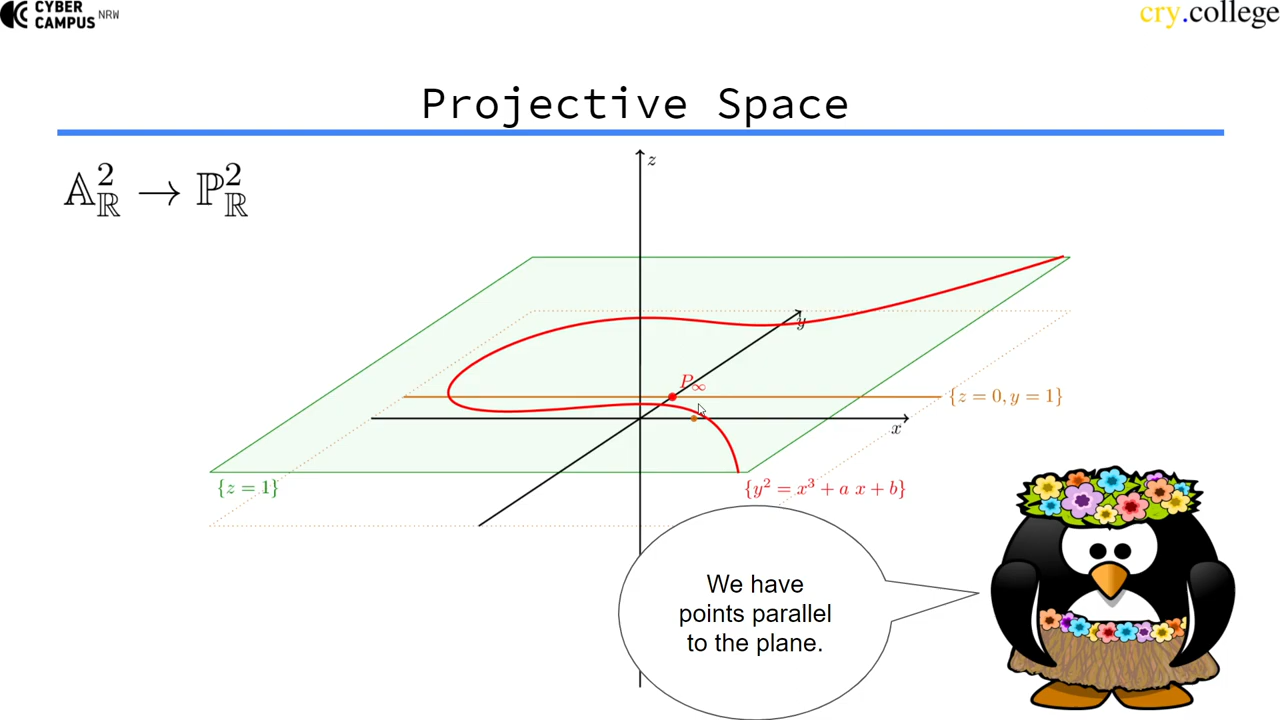 CYBER
CAMPUS NRW
cry.college
Projective Space
𝔸²_ℝ → ℙ²_ℝ
z
y
P∞
{z = 0, y = 1}
x
{z = 1}
{y² = x³ + a x + b}
We have
points parallel
to the plane.